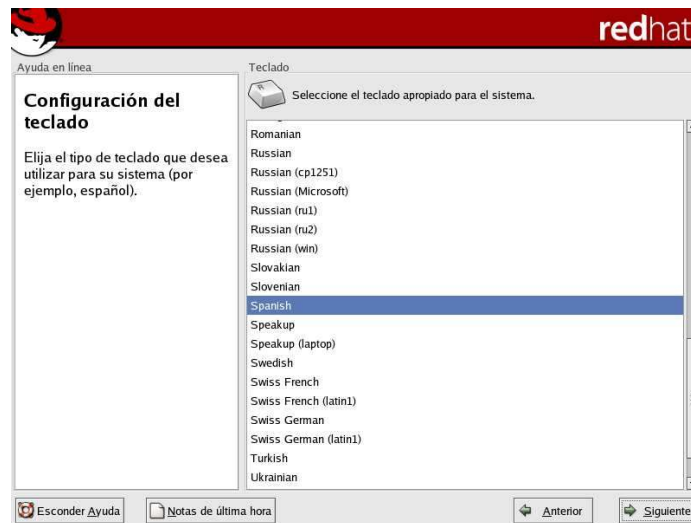 redhat
Ayuda en línea
Configuración del
teclado
Elija el tipo de teclado que desea
utilizar para su sistema (por
ejemplo, español).
Teclado
Seleccione el teclado apropiado para el sistema.
Romanian
Russian
Russian (cp1251)
Russian (Microsoft)
Russian (ru1)
Russian (ru2)
Russian (win)
Slovakian
Slovenian
Spanish
Speakup
Speakup (laptop)
Swedish
Swiss French
Swiss French (latin1)
Swiss German
Swiss German (latin1)
Turkish
Ukrainian
Esconder Ayuda
Notas de última hora
Anterior
Siguiente